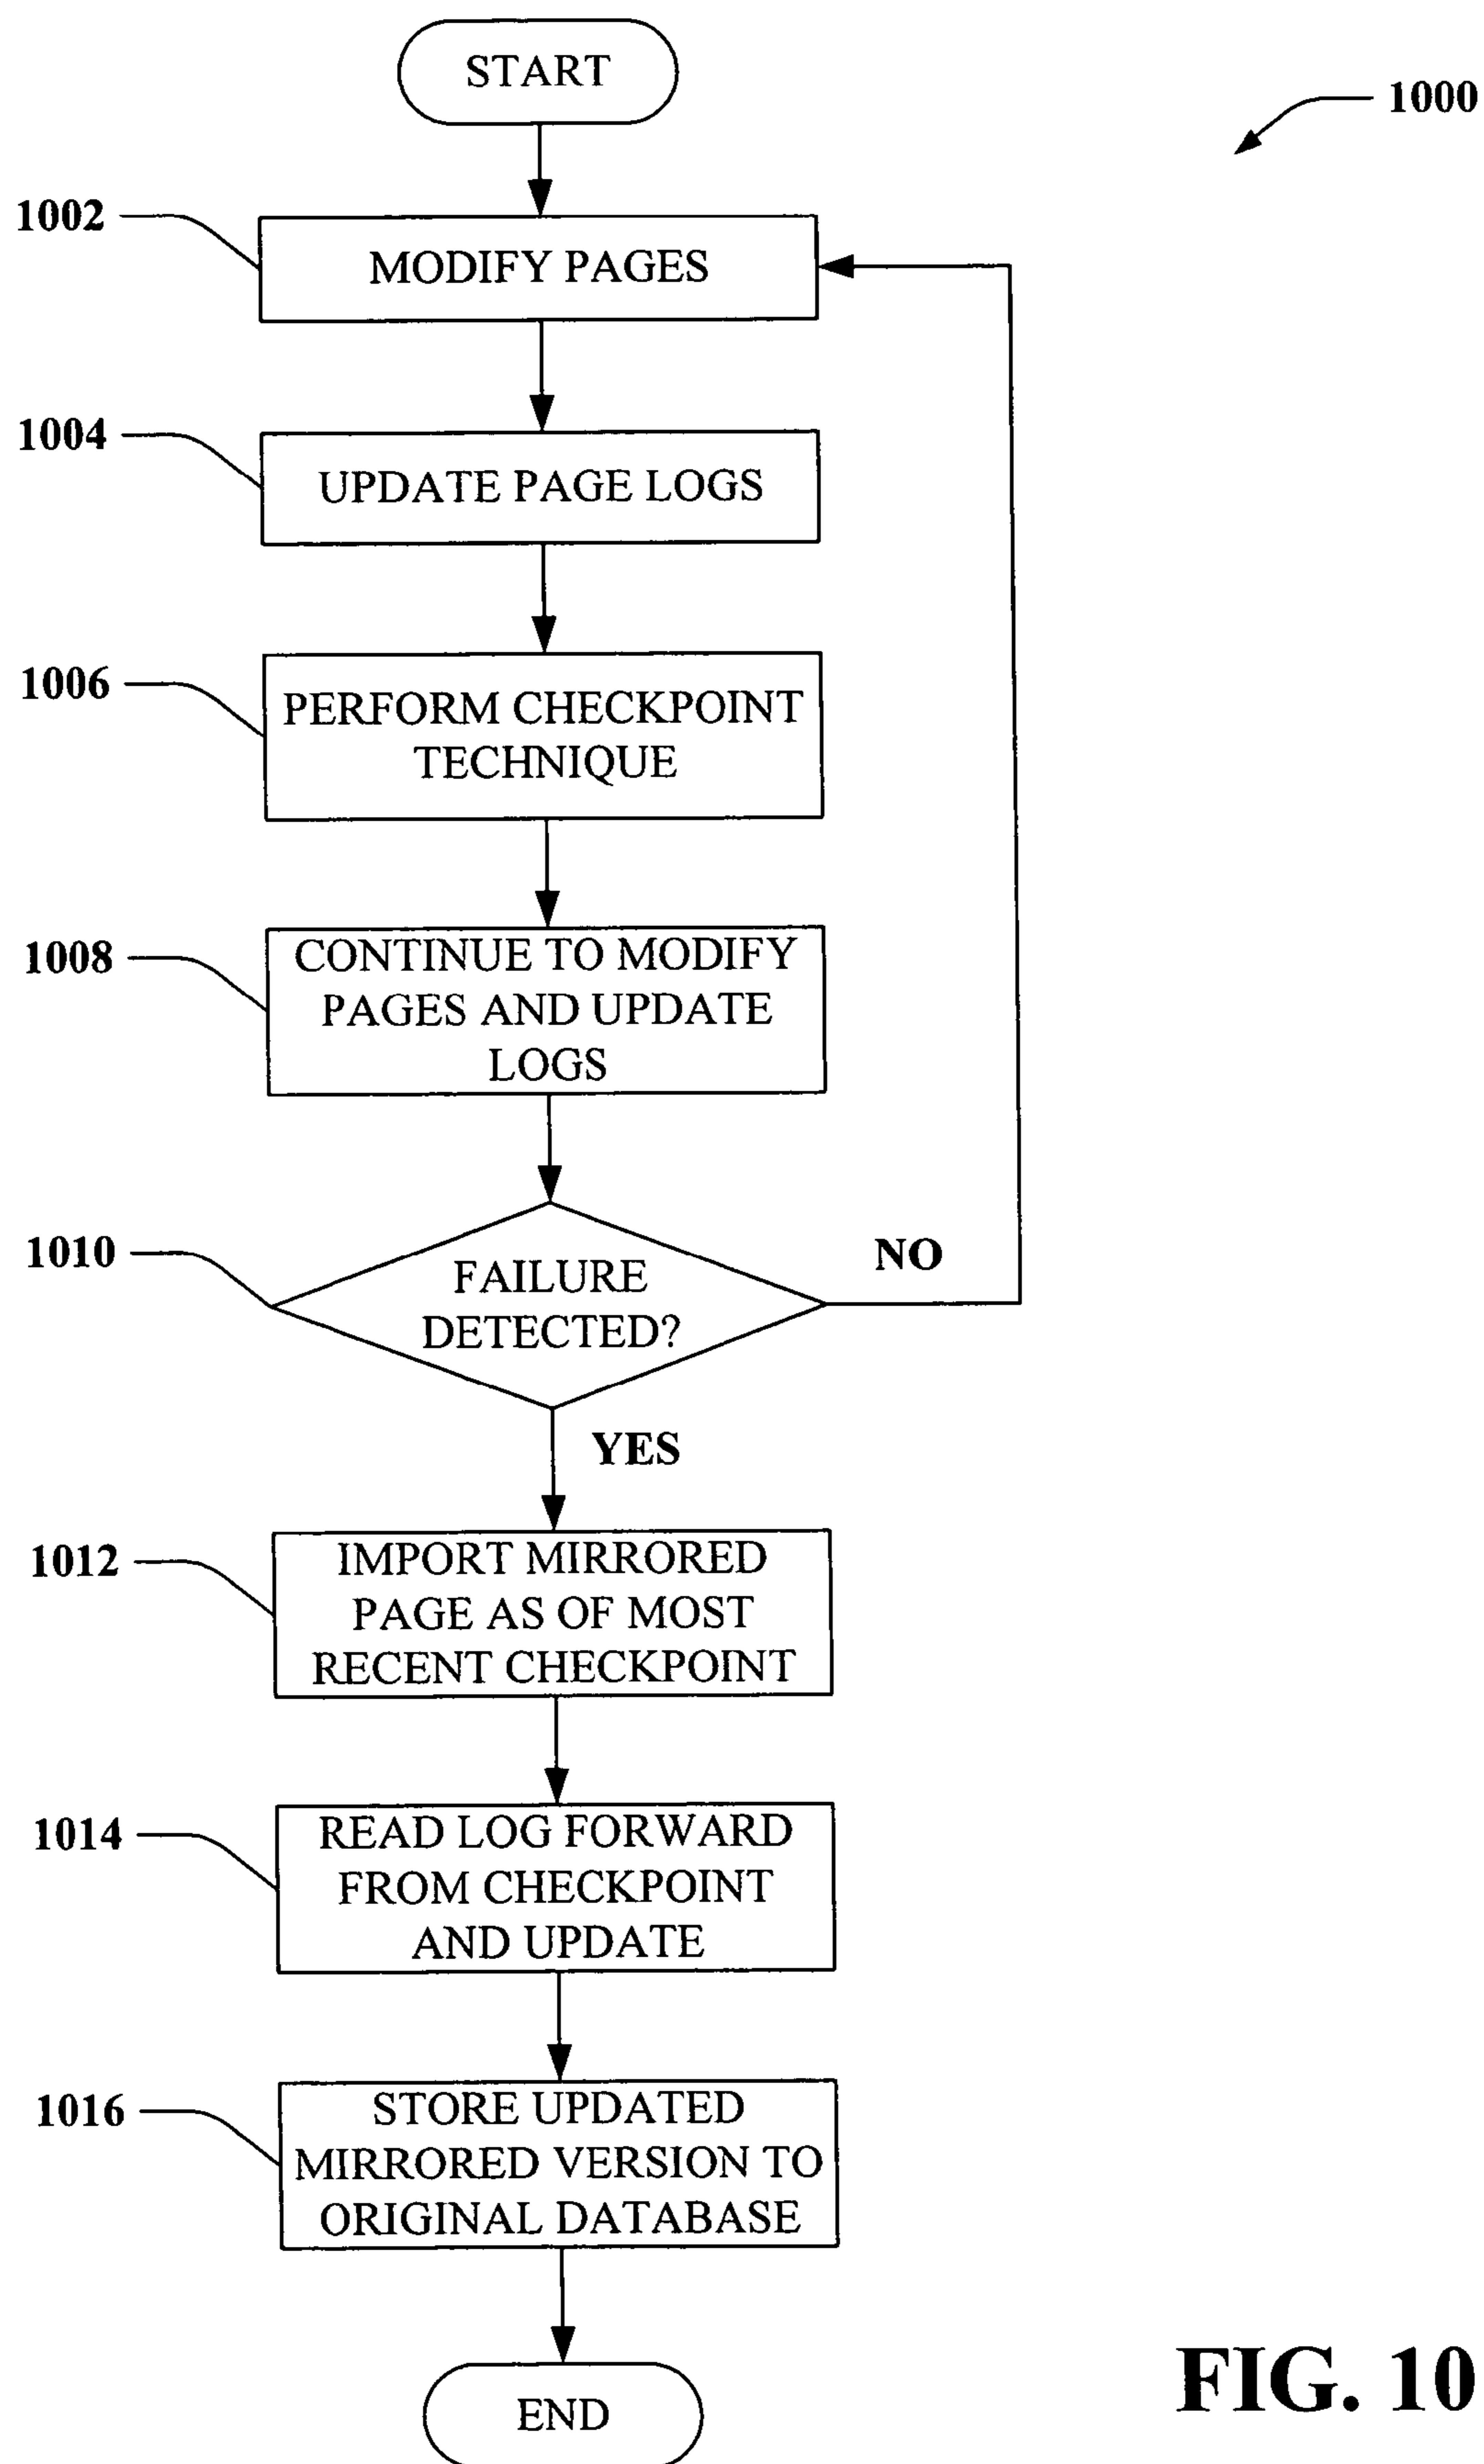 START
1000
1002
MODIFY PAGES
1004
UPDATE PAGE LOGS
1006
PERFORM CHECKPOINT
TECHNIQUE
1008
CONTINUE TO MODIFY
PAGES AND UPDATE
LOGS
1010
FAILURE
DETECTED?
NO
YES
1012
IMPORT MIRRORED
PAGE AS OF MOST
RECENT CHECKPOINT
1014
READ LOG FORWARD
FROM CHECKPOINT
AND UPDATE
1016
STORE UPDATED
MIRRORED VERSION TO
ORIGINAL DATABASE
END
FIG. 10